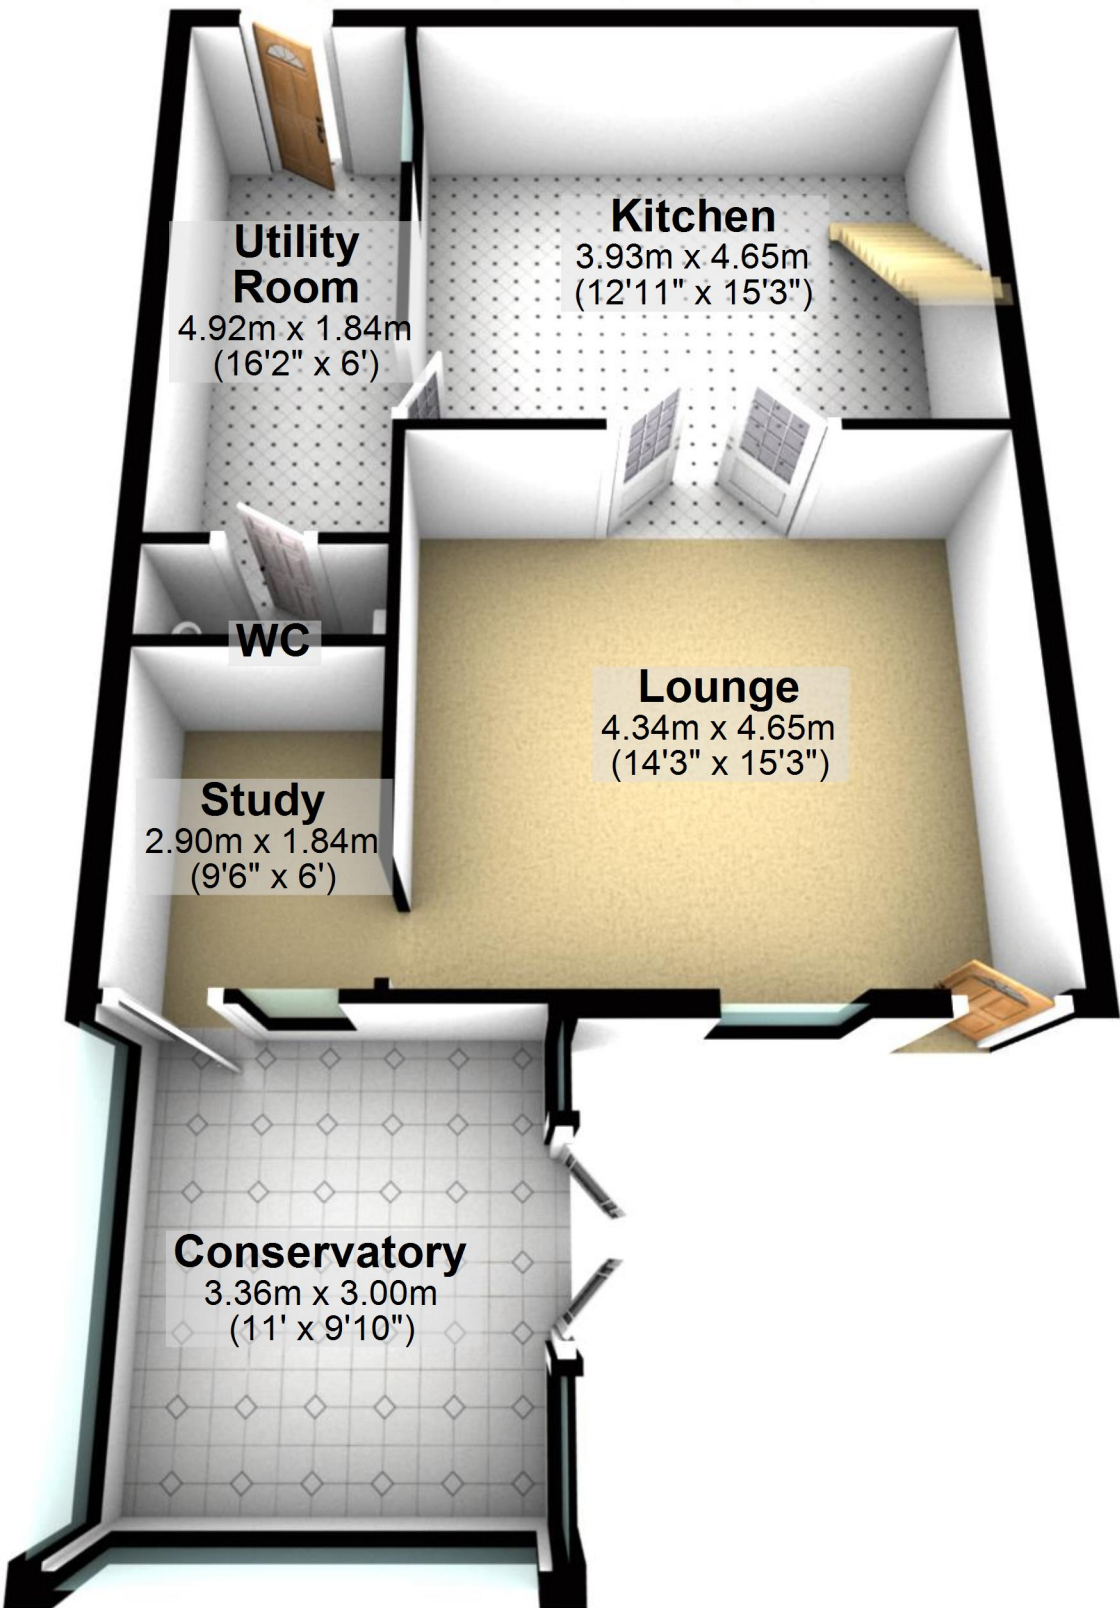 Utility
Room
4.92m x 1.84m
(16'2" x 6')
Kitchen
3.93m x 4.65m
(12'11" x 15'3")
WC
Lounge
4.34m x 4.65m
(14'3" x 15'3")
Study
2.90m x 1.84m
(9'6" x 6')
Conservatory
3.36m x 3.00m
(11' x 9'10")